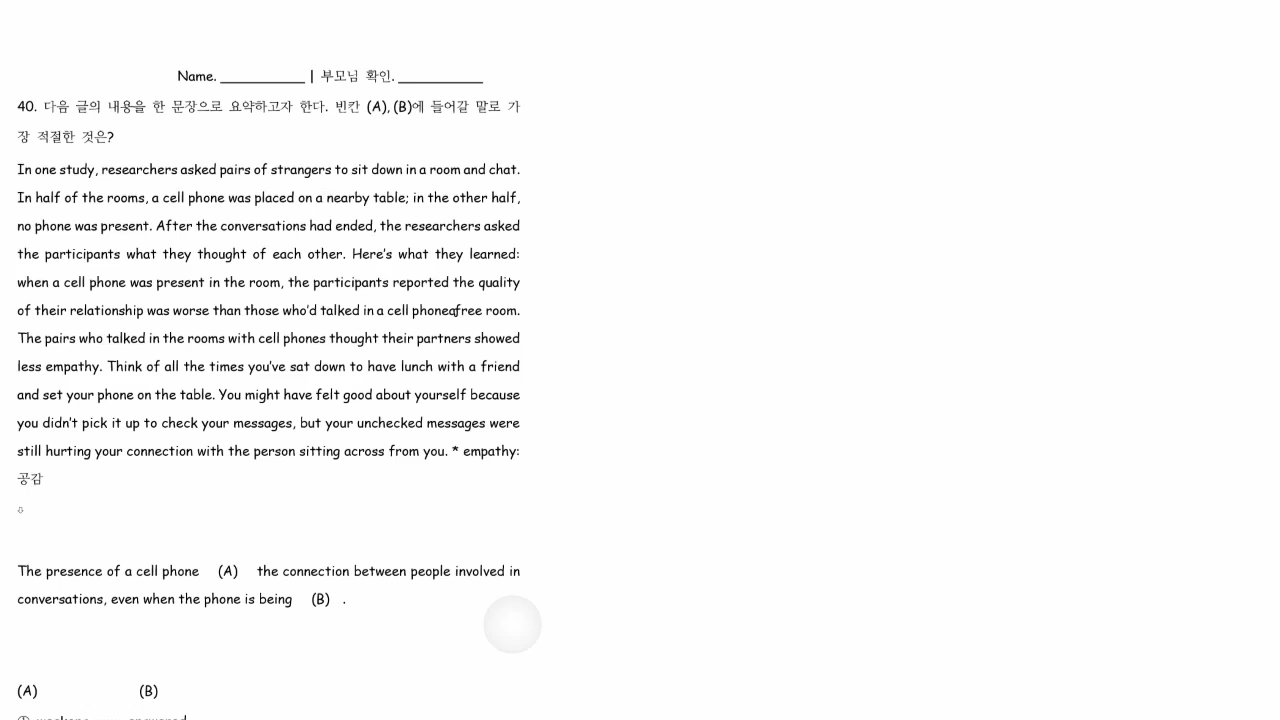 Name. ___________ | 부모님 확인. ___________
40. 다음 글의 내용을 한 문장으로 요약하고자 한다. 빈칸 (A), (B)에 들어갈 말로 가
장 적절한 것은?
In one study, researchers asked pairs of strangers to sit down in a room and chat.
In half of the rooms, a cell phone was placed on a nearby table; in the other half,
no phone was present. After the conversations had ended, the researchers asked
the participants what they thought of each other. Here's what they learned:
when a cell phone was present in the room, the participants reported the quality
of their relationship was worse than those who'd talked in a cell phoneafree room.
The pairs who talked in the rooms with cell phones thought their partners showed
less empathy. Think of all the times you've sat down to have lunch with a friend
and set your phone on the table. You might have felt good about yourself because
you didn't pick it up to check your messages, but your unchecked messages were
still hurting your connection with the person sitting across from you. * empathy:
공감
⇩
The presence of a cell phone (A) the connection between people involved in
conversations, even when the phone is being (B) .
(A) (B)
① weakens answered